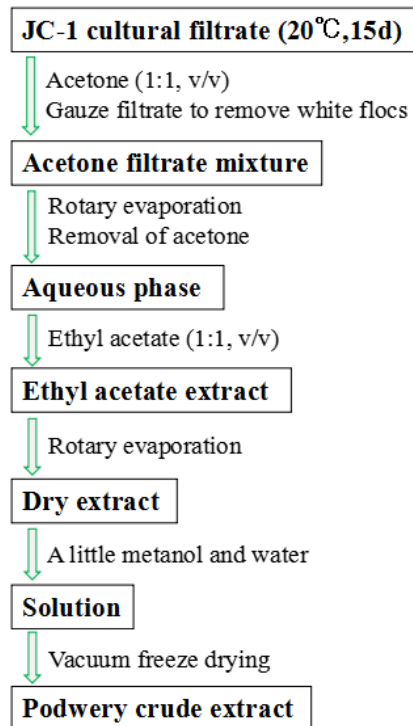 JC-1 cultural filtrate (20℃,15d)
Acetone (1:1, v/v)
Gauze filtrate to remove white flocs
Acetone filtrate mixture
Rotary evaporation
Removal of acetone
Aqueous phase
Ethyl acetate (1:1, v/v)
Ethyl acetate extract
Rotary evaporation
Dry extract
A little metanol and water
Solution
Vacuum freeze drying
Podwery crude extract